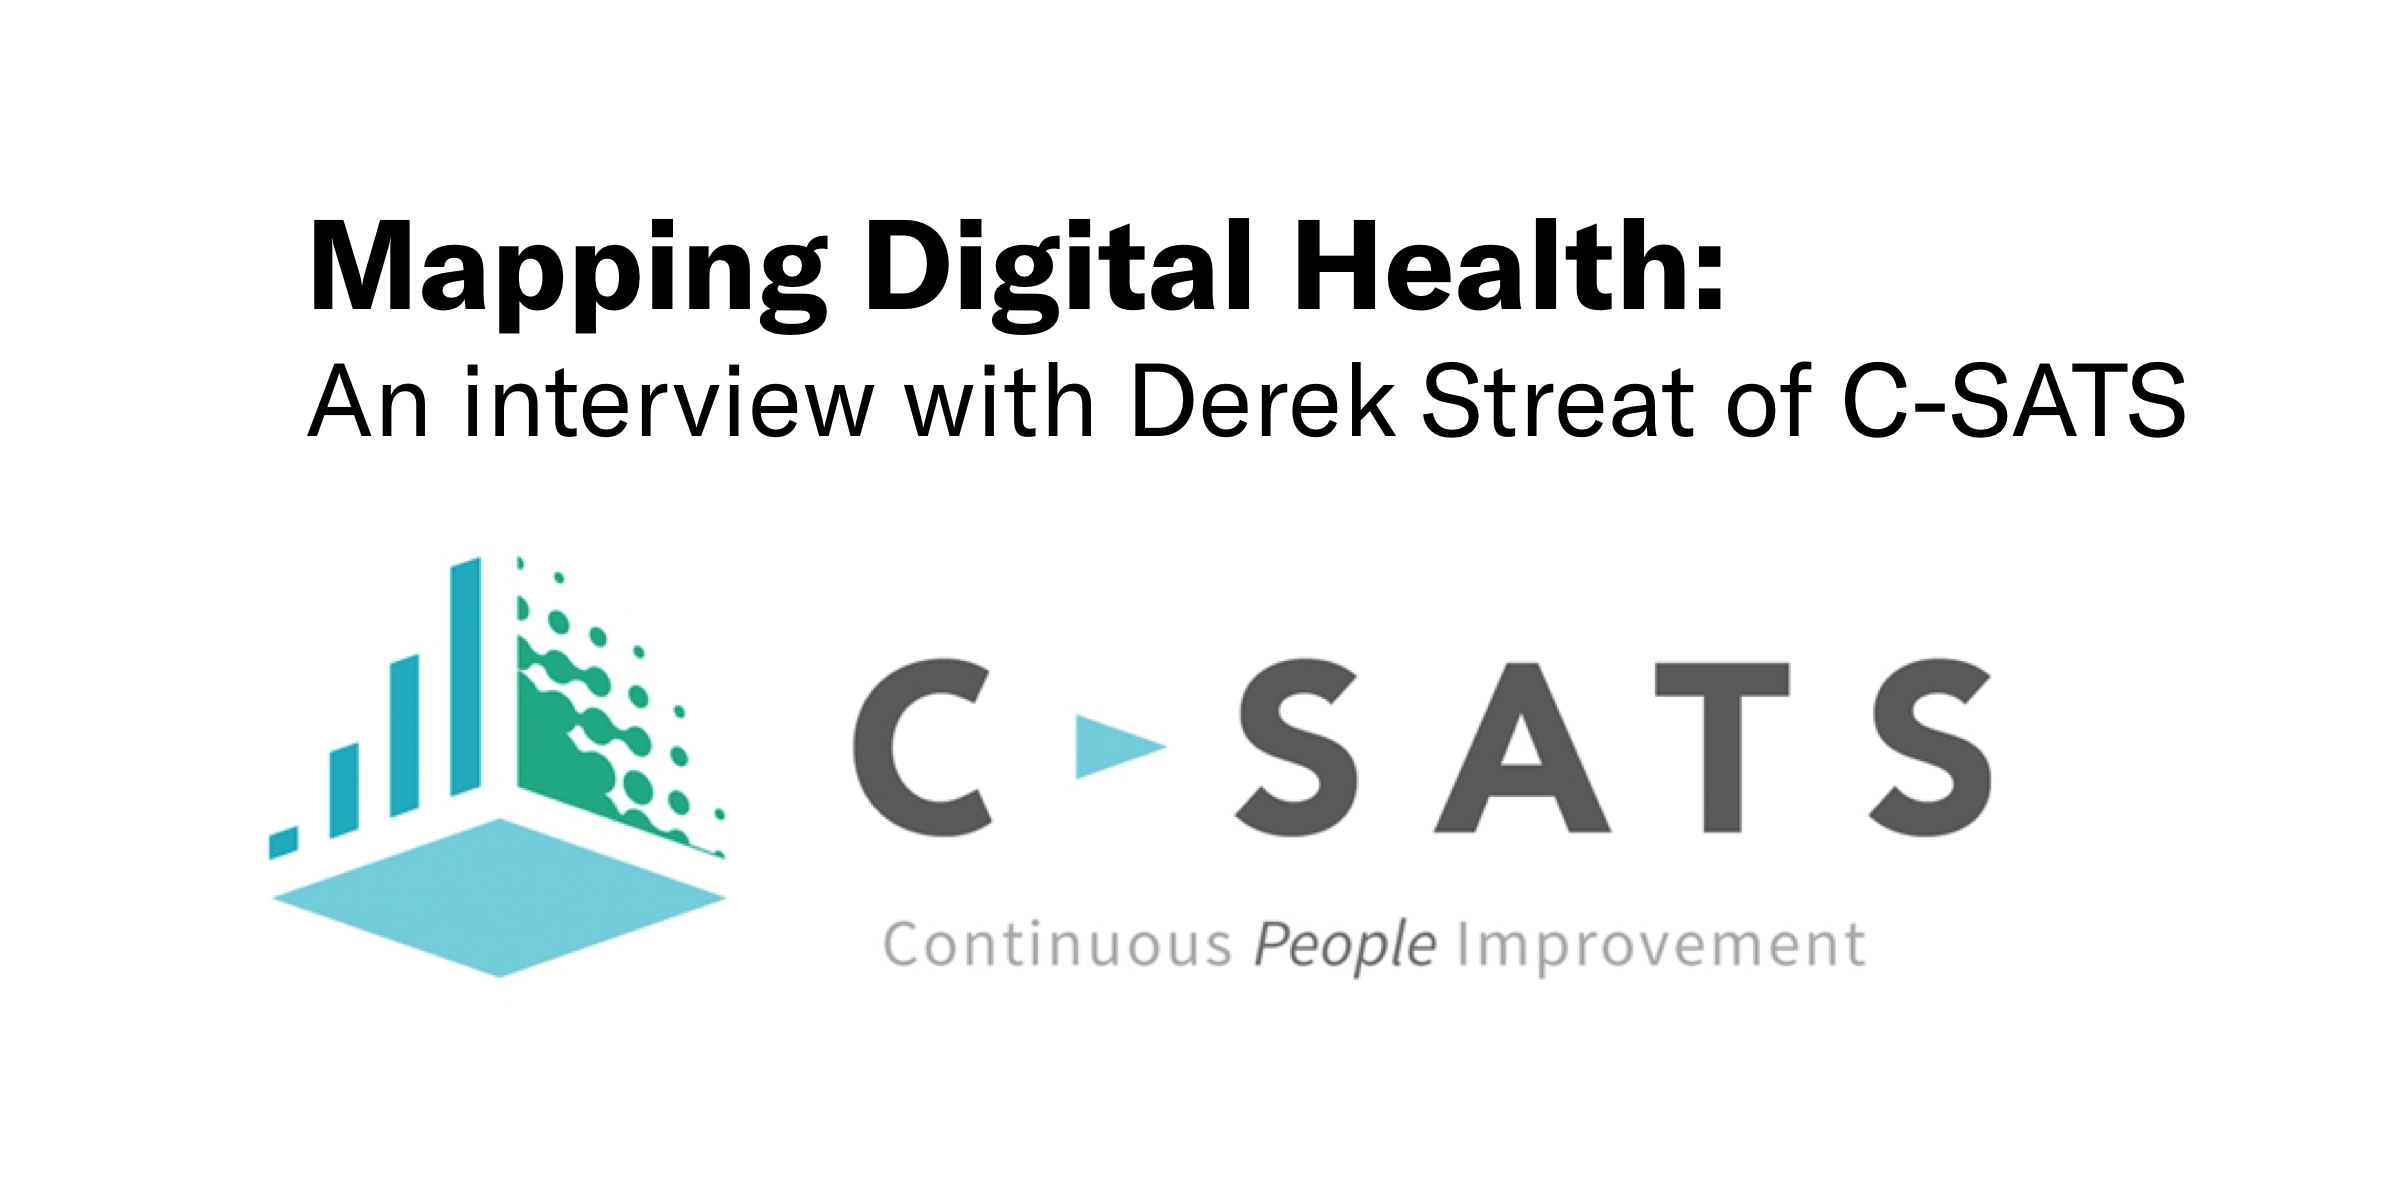 Mapping Digital Health:
An interview with Derek Streat of C-SATS
C SATS
Continuous People Improvement